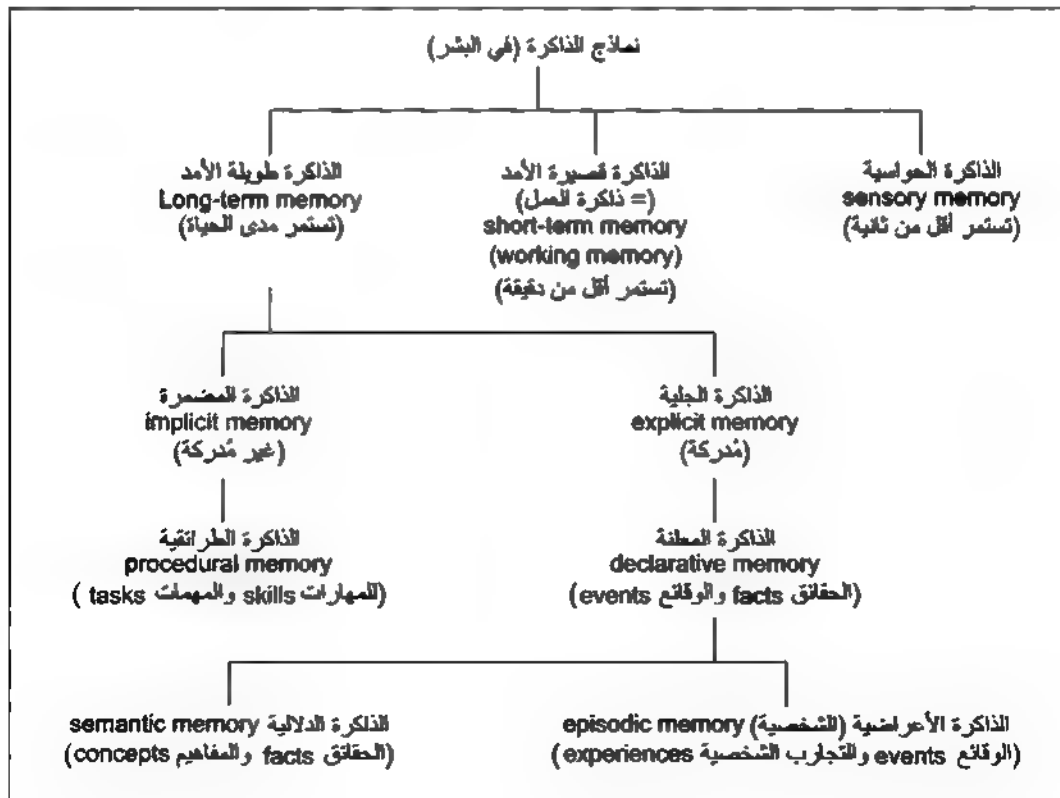 نماذج الذاكرة (في البشر)
الذاكرة الحواسية
sensory memory
(تستمر أقل من ثانية)
الذاكرة قصيرة الأمد
(= ذاكرة العمل)
short-term memory
(working memory)
(تستمر أقل من دقيقة)
الذاكرة طويلة الأمد
Long-term memory
(تستمر مدى الحياة)
الذاكرة الجلية
explicit memory
(مُدركة)
الذاكرة المضمرة
implicit memory
(غير مُدركة)
الذاكرة المعلنة
declarative memory
(الحقائق facts والوقائع events)
الذاكرة الطرائقية
procedural memory
(للمهارات skills والمهمات tasks )
الذاكرة الأعراضية (الشخصية) episodic memory
(الوقائع events والتجارب الشخصية experiences)
الذاكرة الدلالية semantic memory
(الحقائق facts والمفاهيم concepts)